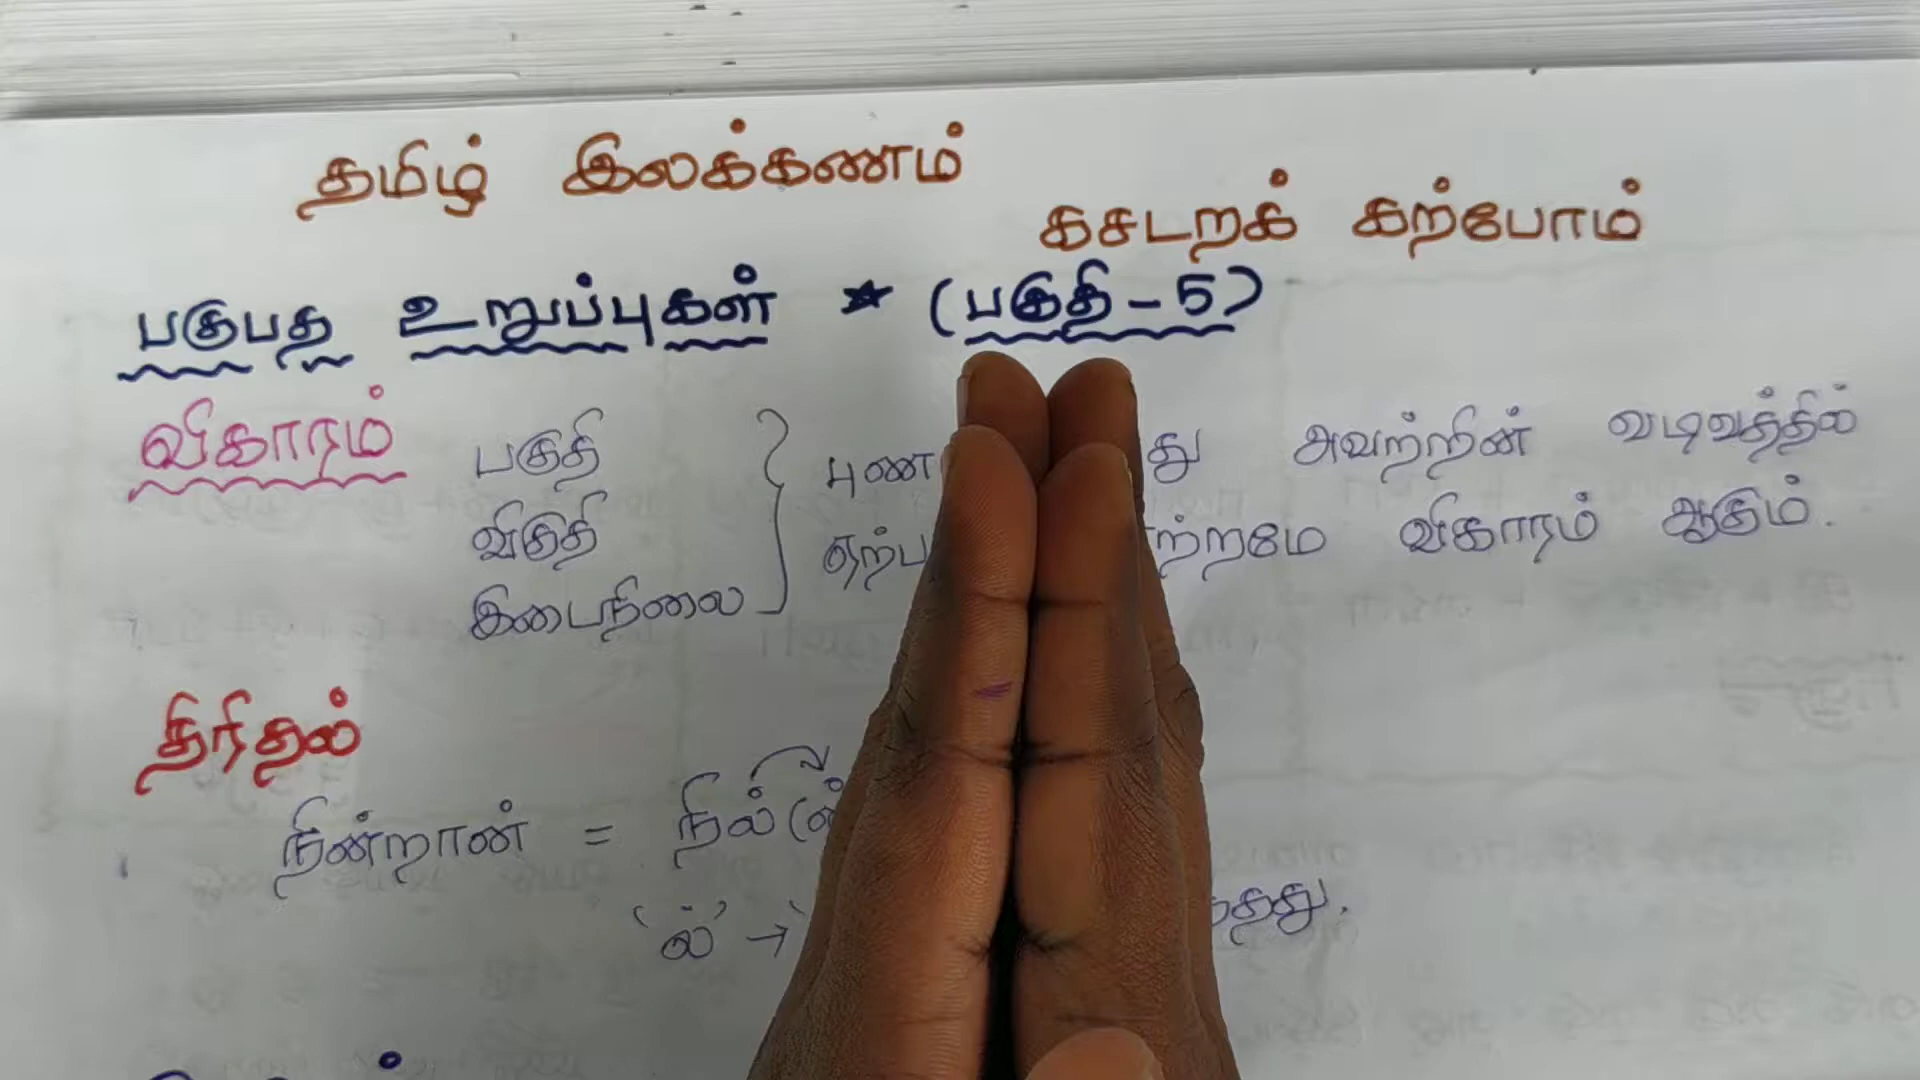 தமிழ் இலக்கணம்
கசடறக் கற்போம்
பகுபத உறுப்புகள் * (பகுதி - 5)
விகாரம்
பகுதி
விகுதி
இடைநிலை
அவற்றின் வடிவத்தில்
விகாரம் ஆகும்.
திரிதல்
நின்றான் = நில்
'ல்' →